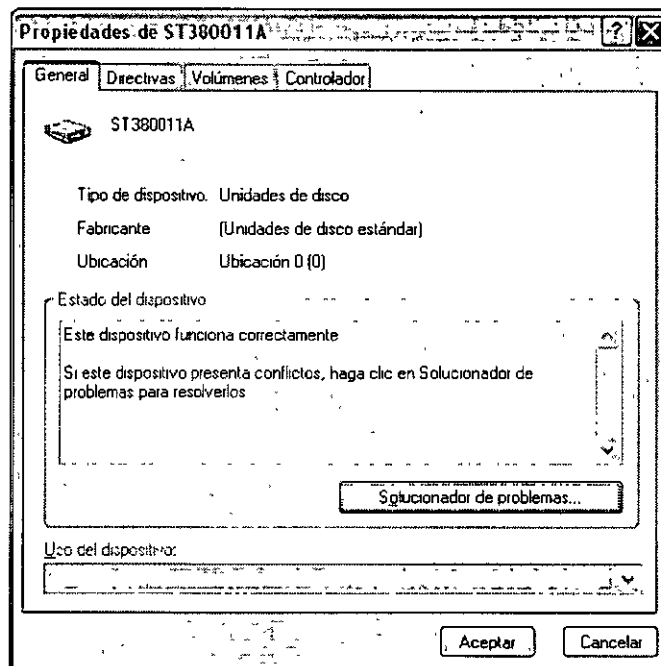 Propiedades de ST380011A
General Directivas Volúmenes Controlador
ST380011A
Tipo de dispositivo. Unidades de disco
Fabricante (Unidades de disco estándar)
Ubicación Ubicación 0 (0)
Estado del dispositivo
Este dispositivo funciona correctamente
Si este dispositivo presenta conflictos, haga clic en Solucionador de
problemas para resolverlos
Solucionador de problemas...
Uso del dispositivo:
Aceptar Cancelar